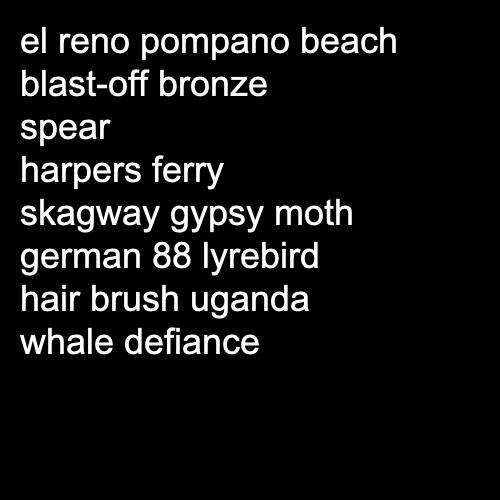 el reno pompano beach
blast-off bronze
spear
harpers ferry
skagway gypsy moth
german 88 lyrebird
hair brush uganda
whale defiance